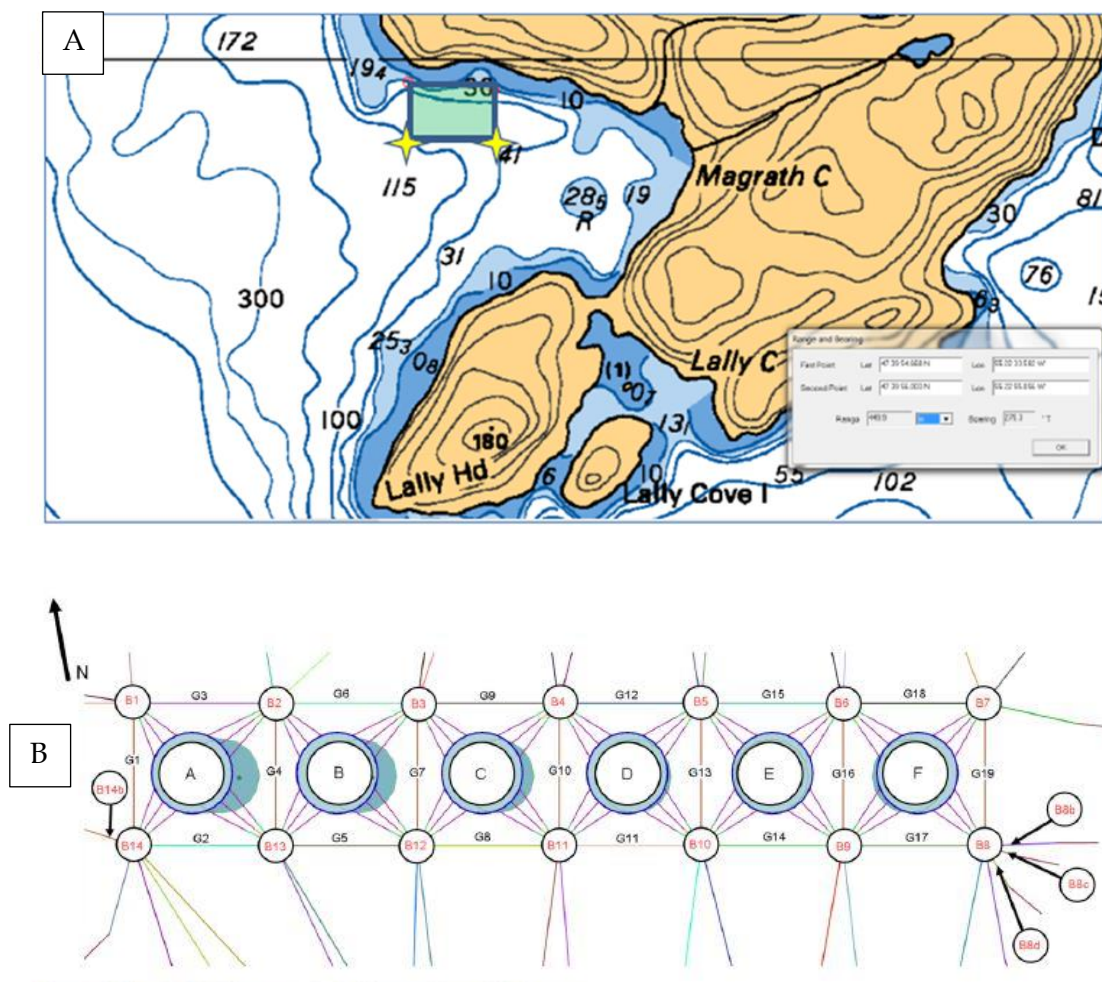 A
172
19₄
36
10
41
115
Magrath C
28₅
R
19
30
81
31
10
76
300
6₃
25₃
0₈
Lally C
(1)
0₇
Range and Bearing
First Point Lat Lon
Second Point Lat Lon
Range Bearing °T
OK
131
100
180
Lally Hd
6
10
Lally Cove I
55
102
N
B
B1 G3 B2 G6 B3 G9 B4 G12 B5 G15 B6 G18 B7
G1 A G4 B G7 C G10 D G13 E G16 F G19
B14b
B14 G2 B13 G5 B12 G8 B11 G11 B10 G14 B9 G17 B8
B8b
B8c
B8d